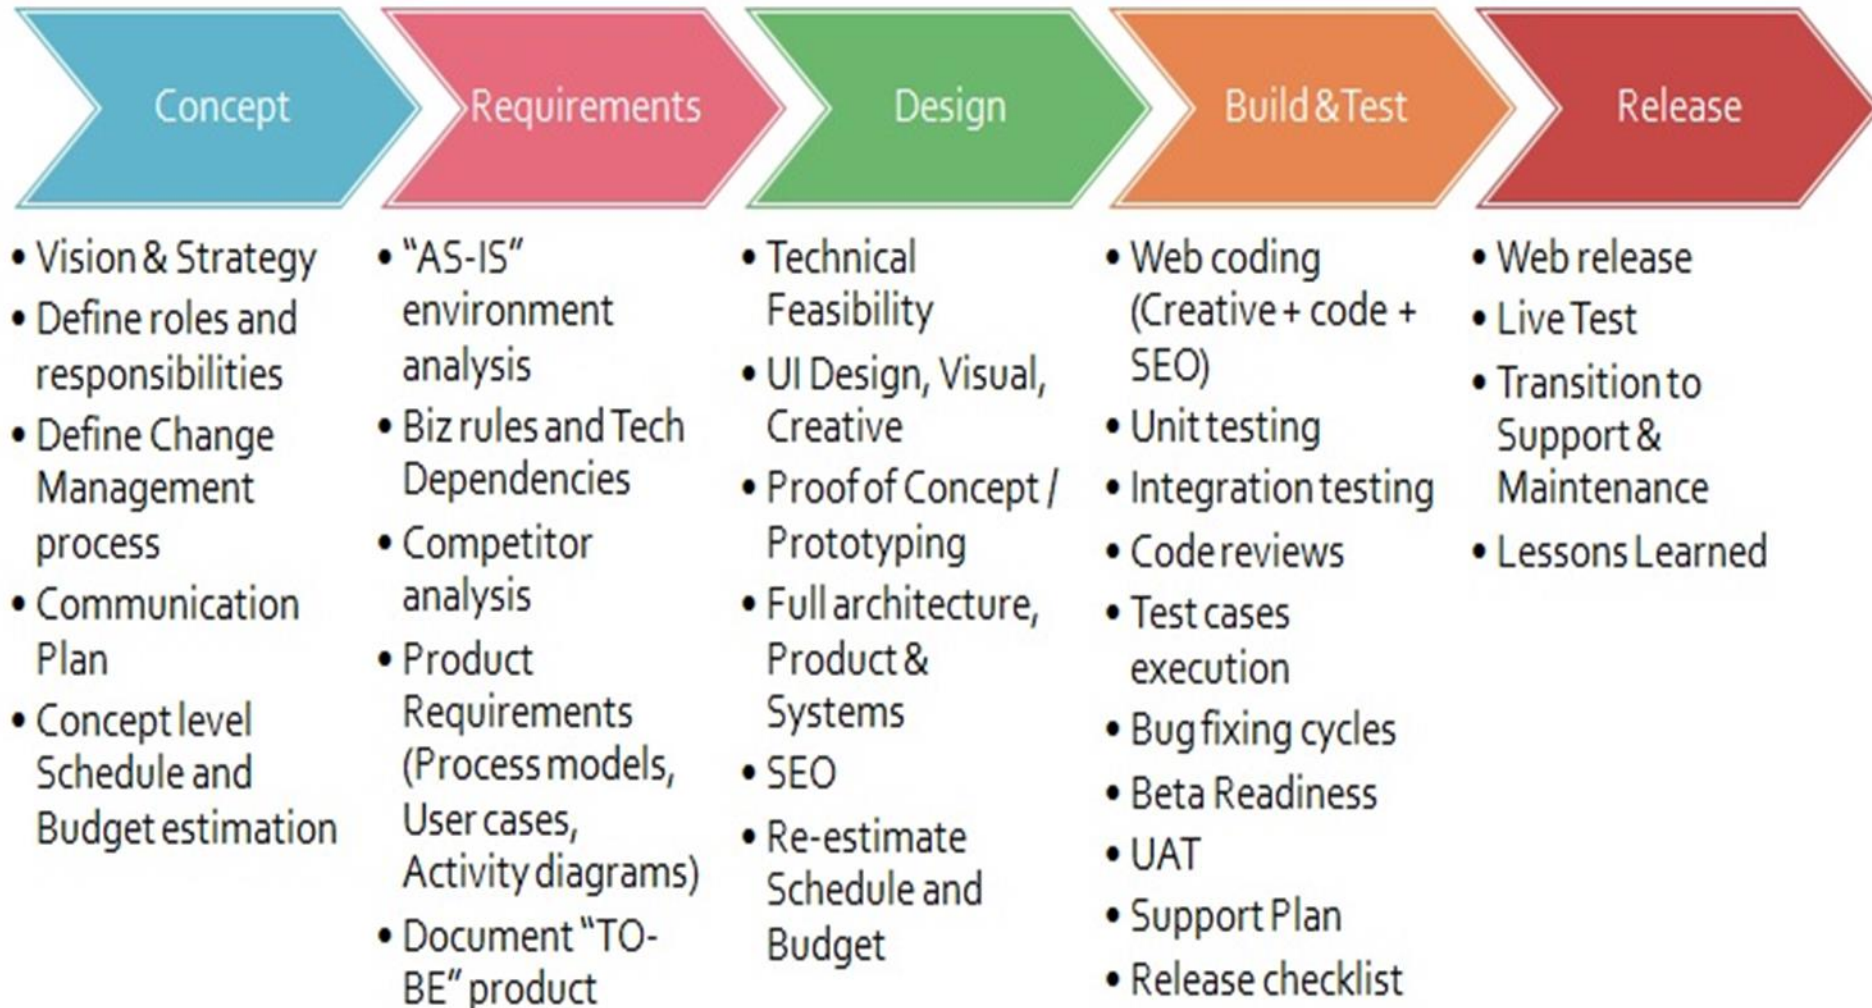 Concept
Requirements
Design
Build & Test
Release
• Vision & Strategy
• Define roles and
responsibilities
• Define Change
Management
process
• Communication
Plan
• Concept level
Schedule and
Budget estimation
• “AS-IS”
environment
analysis
• Biz rules and Tech
Dependencies
• Competitor
analysis
• Product
Requirements
(Process models,
User cases,
Activity diagrams)
• Document “TO-
BE” product
• Technical
Feasibility
• UI Design, Visual,
Creative
• Proof of Concept /
Prototyping
• Full architecture,
Product &
Systems
• SEO
• Re-estimate
Schedule and
Budget
• Web coding
(Creative + code +
SEO)
• Unit testing
• Integration testing
• Code reviews
• Test cases
execution
• Bug fixing cycles
• Beta Readiness
• UAT
• Support Plan
• Release checklist
• Web release
• Live Test
• Transition to
Support &
Maintenance
• Lessons Learned